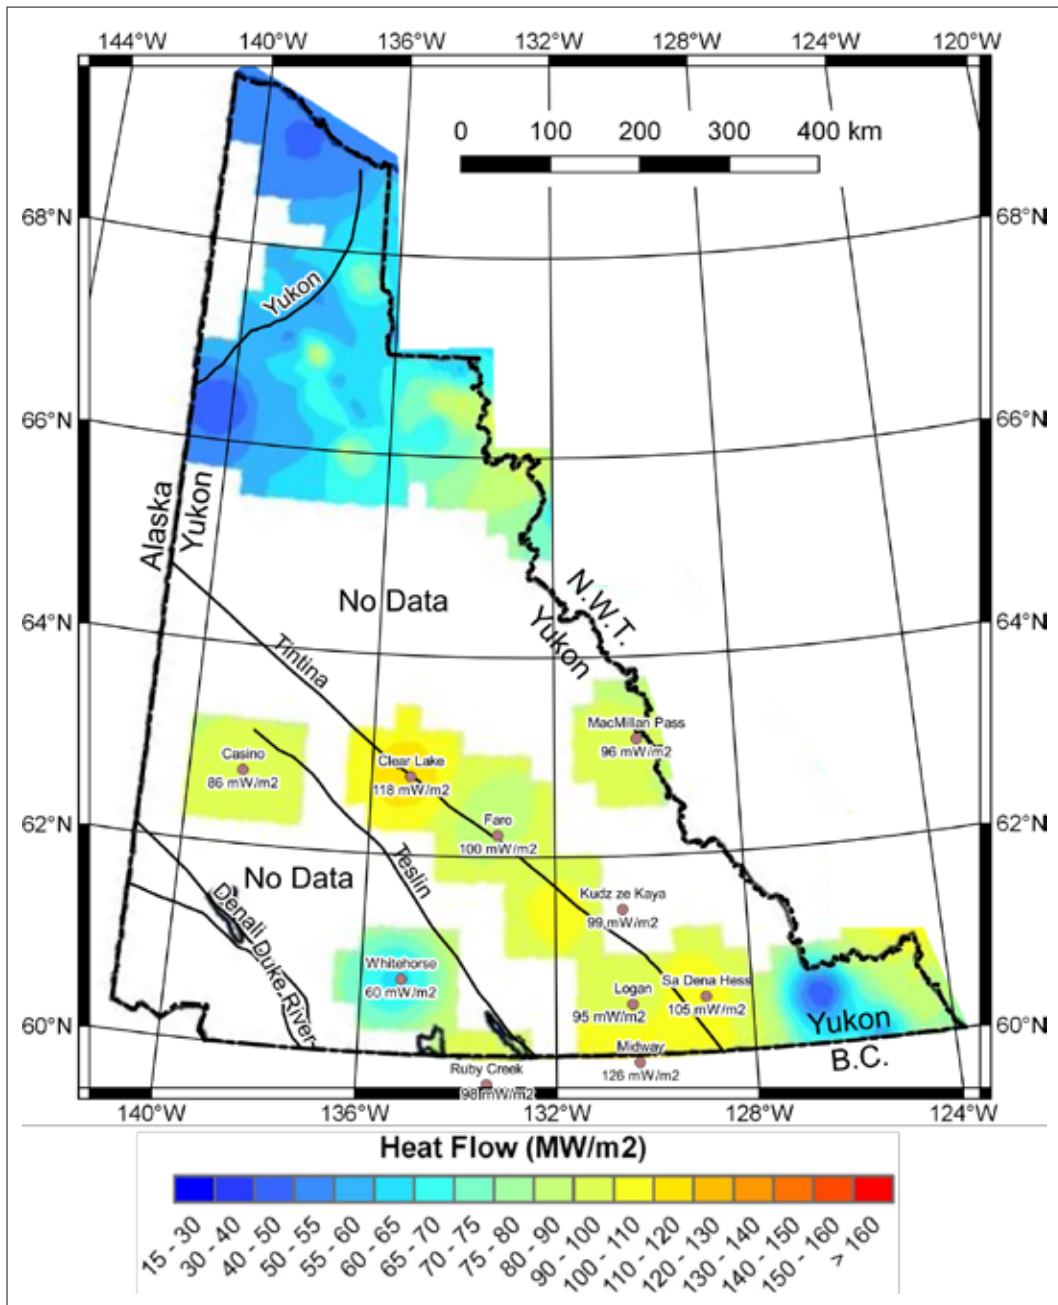 144°W 140°W 136°W 132°W 128°W 124°W 120°W
0 100 200 300 400 km
68°N 68°N
Yukon
66°N 66°N
Alaska
Yukon
N.W.T.
Yukon
No Data
64°N 64°N
Tintina
MacMillan Pass
96 mW/m2
Casino
86 mW/m2
Clear Lake
118 mW/m2
Faro
100 mW/m2
62°N 62°N
Teslin
No Data
Kudz ze Kaya
99 mW/m2
Denali
Duke River
Whitehorse
60 mW/m2
Sa Dena Hess
105 mW/m2
Logan
95 mW/m2
60°N 60°N
Yukon
B.C.
Midway
126 mW/m2
Ruby Creek
98 mW/m2
140°W 136°W 132°W 128°W 124°W
Heat Flow (MW/m2)
15 - 30
30 - 40
40 - 50
50 - 55
55 - 60
60 - 65
65 - 70
70 - 75
75 - 80
80 - 90
90 - 100
100 - 110
110 - 120
120 - 130
130 - 140
140 - 150
150 - 160
> 160